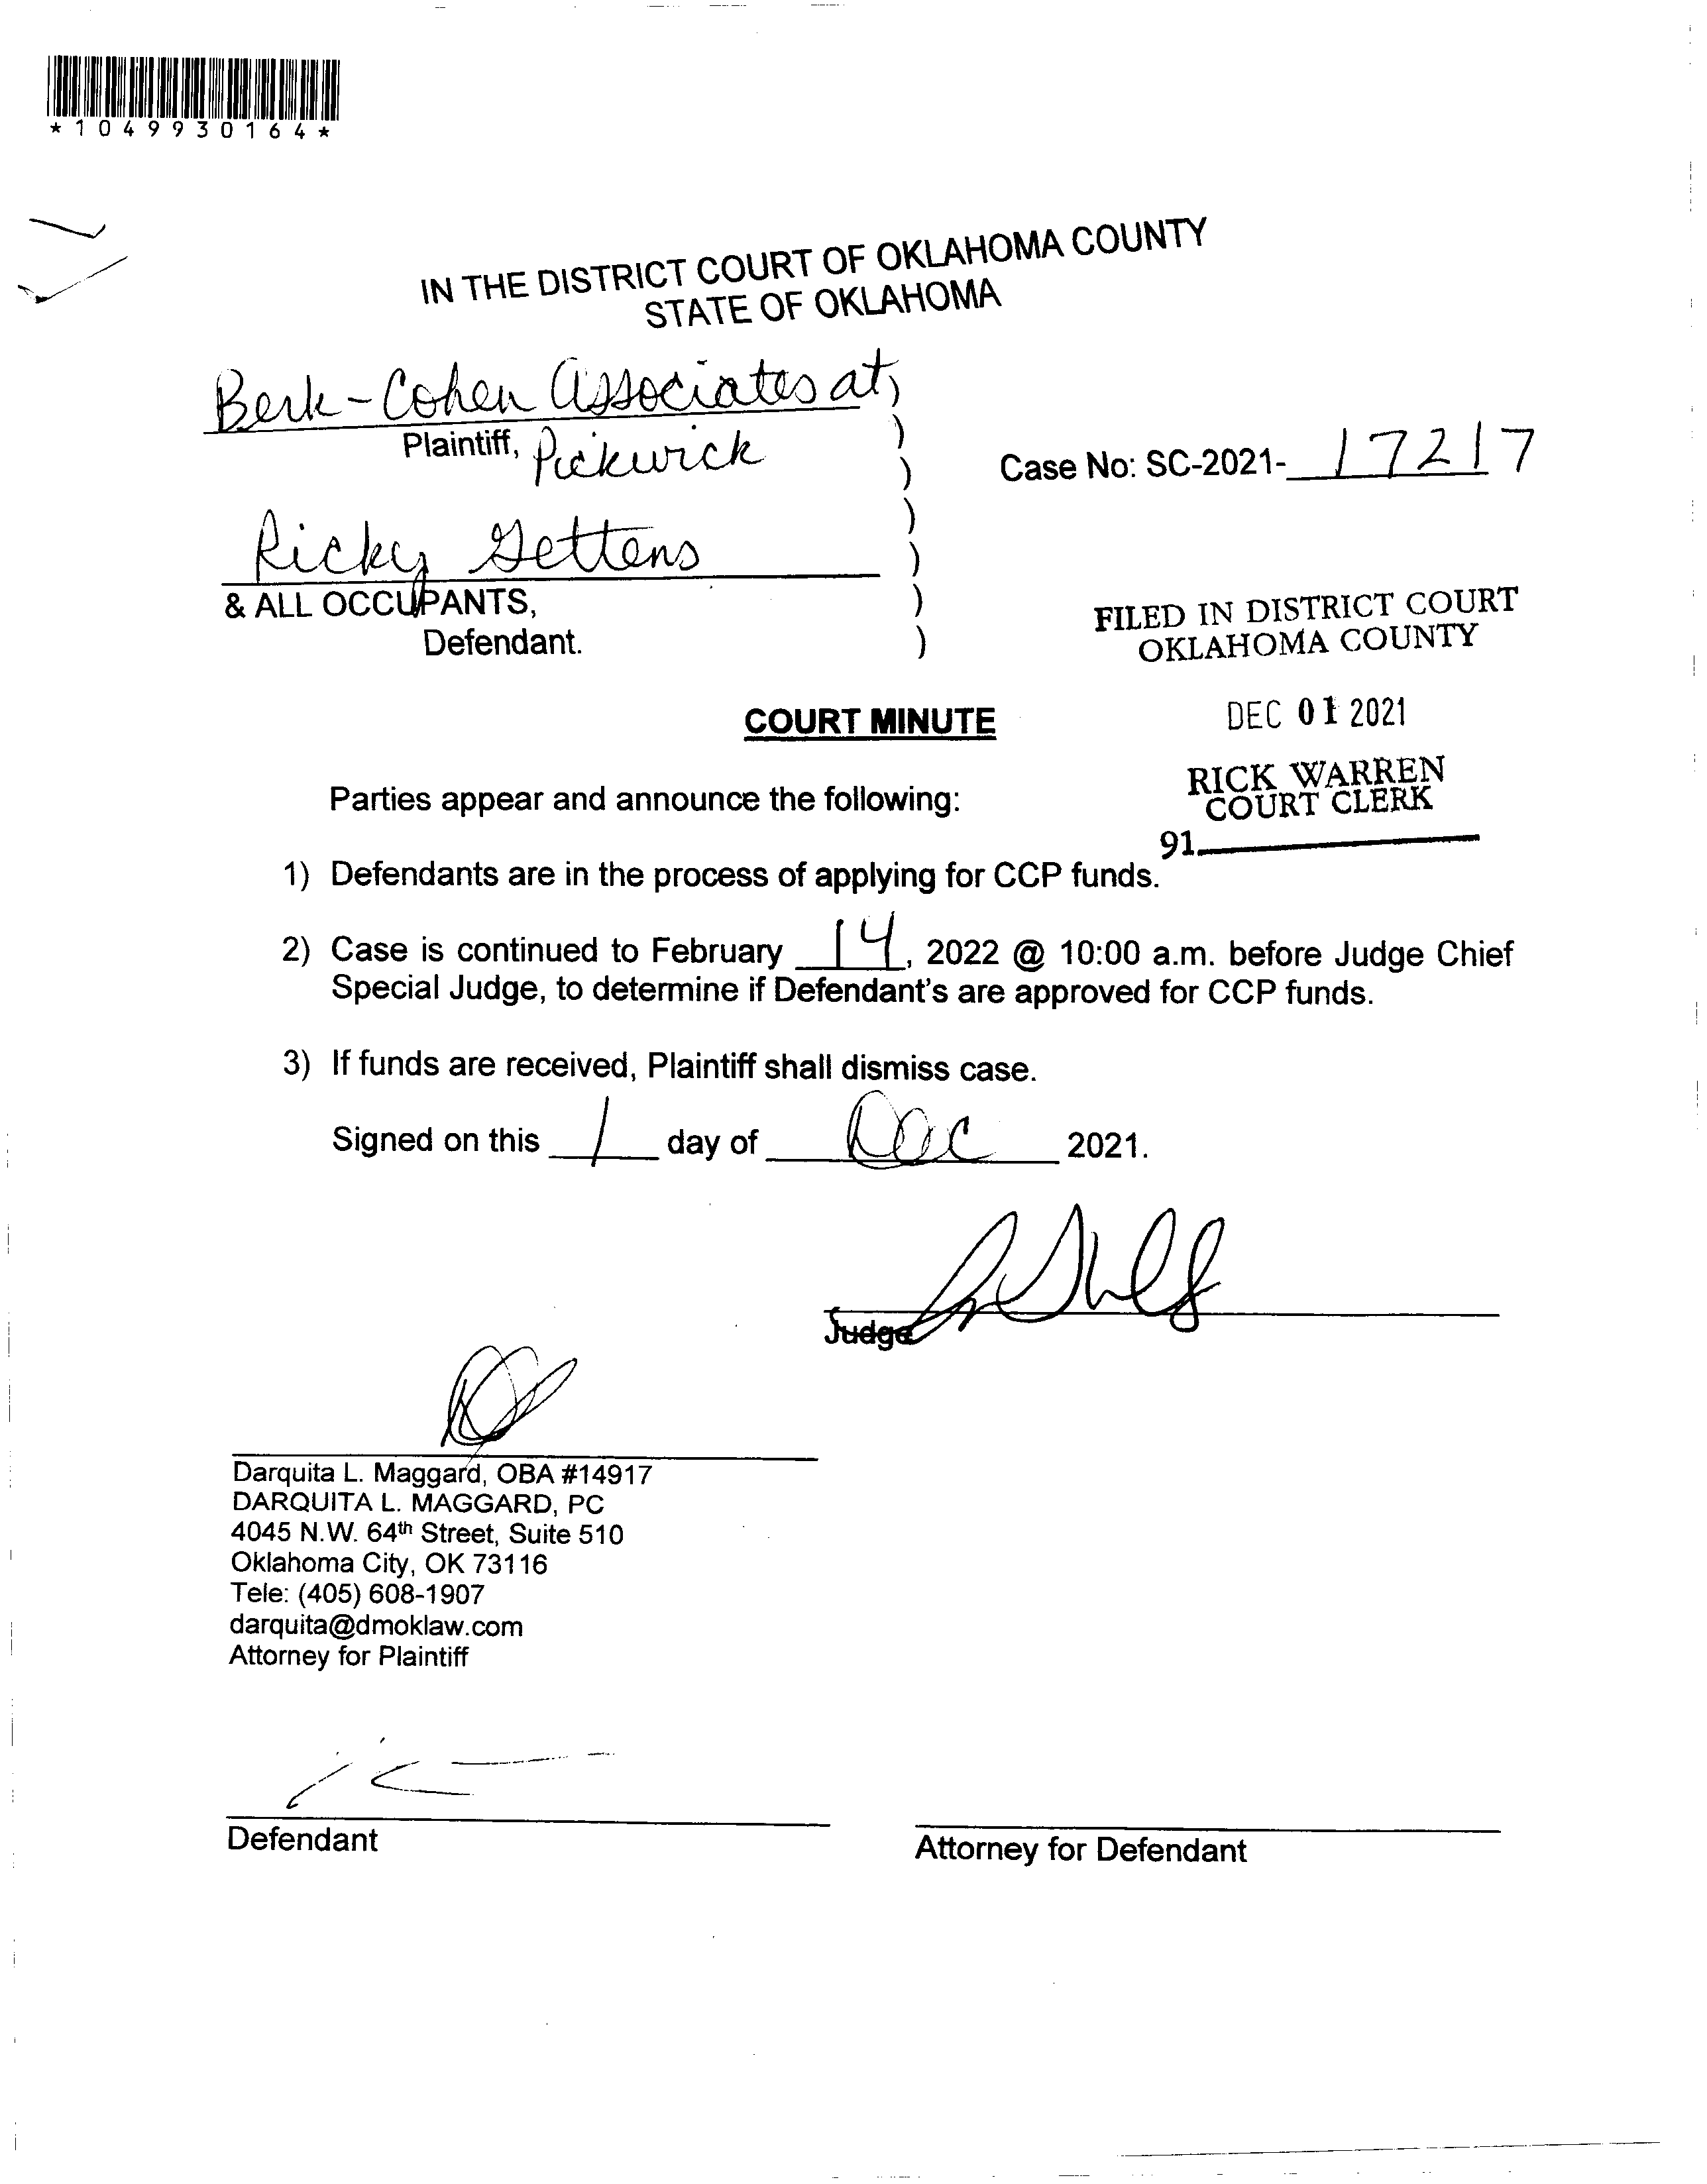 *1049930164*
IN THE DISTRICT COURT OF OKLAHOMA COUNTY
STATE OF OKLAHOMA
Berk-Cohen Associates at
Plaintiff, Pickwick
Case No: SC-2021- 17217
Ricky Gettens
& ALL OCCUPANTS,
Defendant.
FILED IN DISTRICT COURT
OKLAHOMA COUNTY
DEC 01 2021
RICK WARREN
COURT CLERK
91
COURT MINUTE
Parties appear and announce the following:
1) Defendants are in the process of applying for CCP funds.
2) Case is continued to February 14, 2022 @ 10:00 a.m. before Judge Chief
Special Judge, to determine if Defendant's are approved for CCP funds.
3) If funds are received, Plaintiff shall dismiss case.
Signed on this 1 day of Dec 2021.
Judge
Darquita L. Maggard, OBA #14917
DARQUITA L. MAGGARD, PC
4045 N.W. 64th Street, Suite 510
Oklahoma City, OK 73116
Tele: (405) 608-1907
darquita@dmoklaw.com
Attorney for Plaintiff
Defendant
Attorney for Defendant